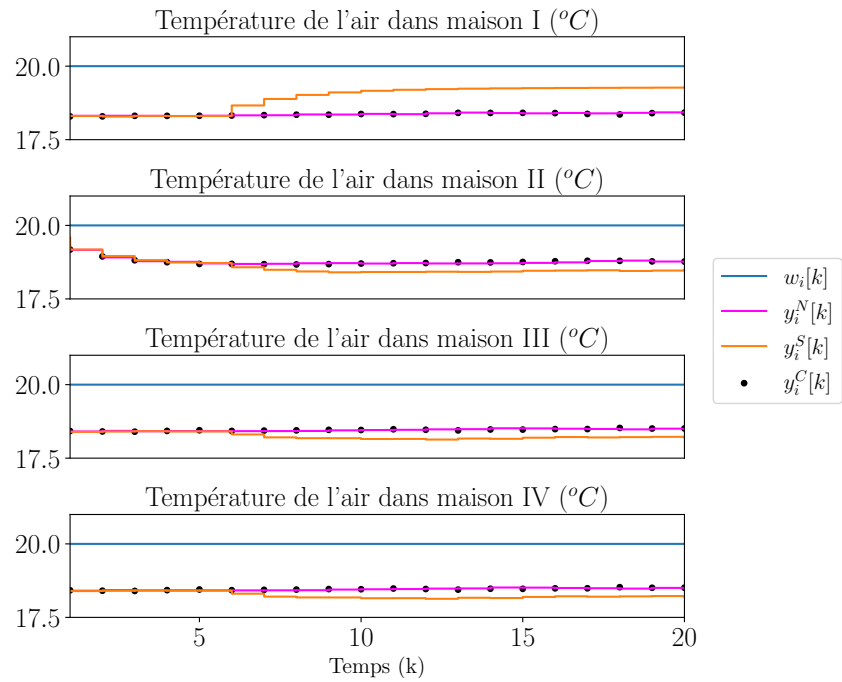 Température de l'air dans maison I (°C)
20.0
17.5
Température de l'air dans maison II (°C)
20.0
17.5
Température de l'air dans maison III (°C)
20.0
17.5
Température de l'air dans maison IV (°C)
20.0
17.5
5
10
15
20
Temps (k)
w_i[k]
y_i^N[k]
y_i^S[k]
y_i^C[k]